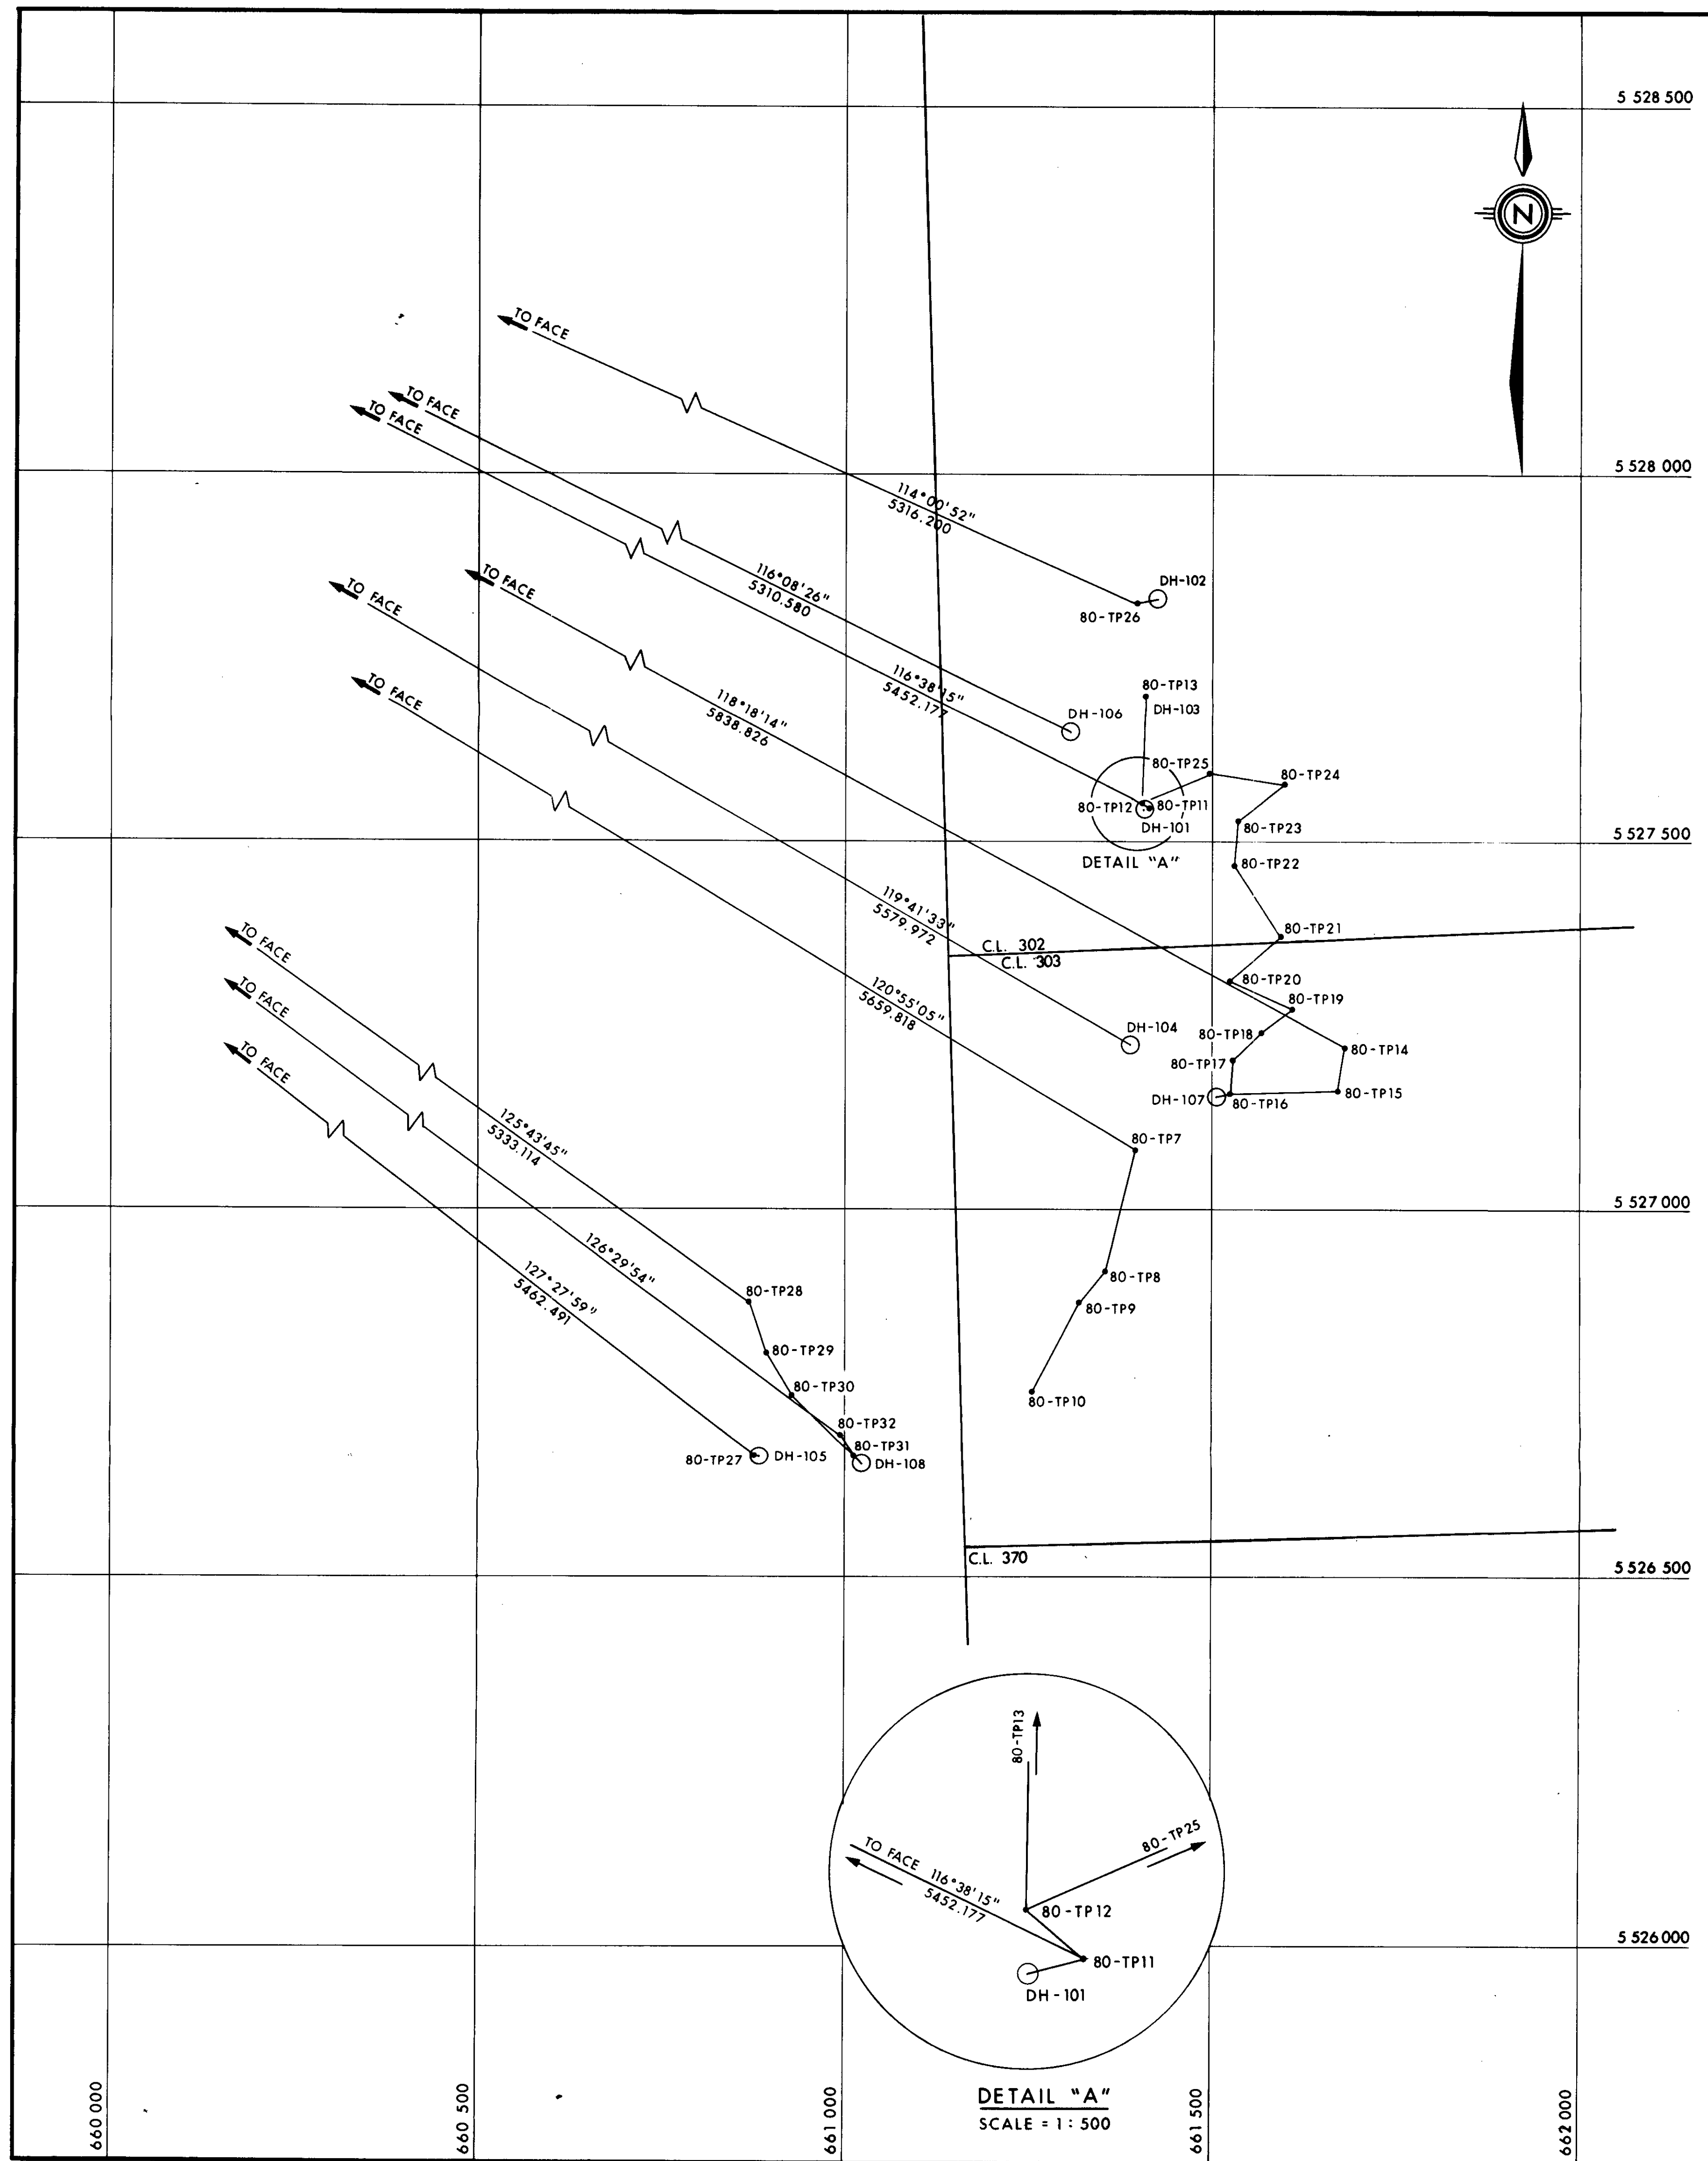 5 528 500
N
TO FACE
TO FACE
TO FACE
5 528 000
114°00'52"
5316.200
116°08'26"
5310.580
TO FACE
TO FACE
DH-102
80-TP26
116°38'15"
5452.177
118°18'14"
5838.826
TO FACE
80-TP13
DH-103
DH-106
80-TP25
80-TP24
80-TP12
80-TP11
DH-101
80-TP23
5 527 500
DETAIL "A"
80-TP22
119°41'33"
5579.972
TO FACE
80-TP21
C.L. 302
C.L. 303
TO FACE
120°55'05"
5659.818
80-TP20
80-TP19
DH-104
80-TP18
80-TP14
TO FACE
80-TP17
DH-107
80-TP16
80-TP15
125°43'45"
5333.114
80-TP7
5 527 000
126°29'54"
127°27'59"
5462.491
80-TP28
80-TP8
80-TP9
80-TP29
80-TP30
80-TP10
80-TP32
80-TP31
80-TP27
DH-105
DH-108
C.L. 370
5 526 500
80-TP13
80-TP25
TO FACE 116°38'15"
5452.177
80-TP12
5 526 000
80-TP11
DH-101
660 000
660 500
661 000
661 500
662 000
DETAIL "A"
SCALE = 1 : 500